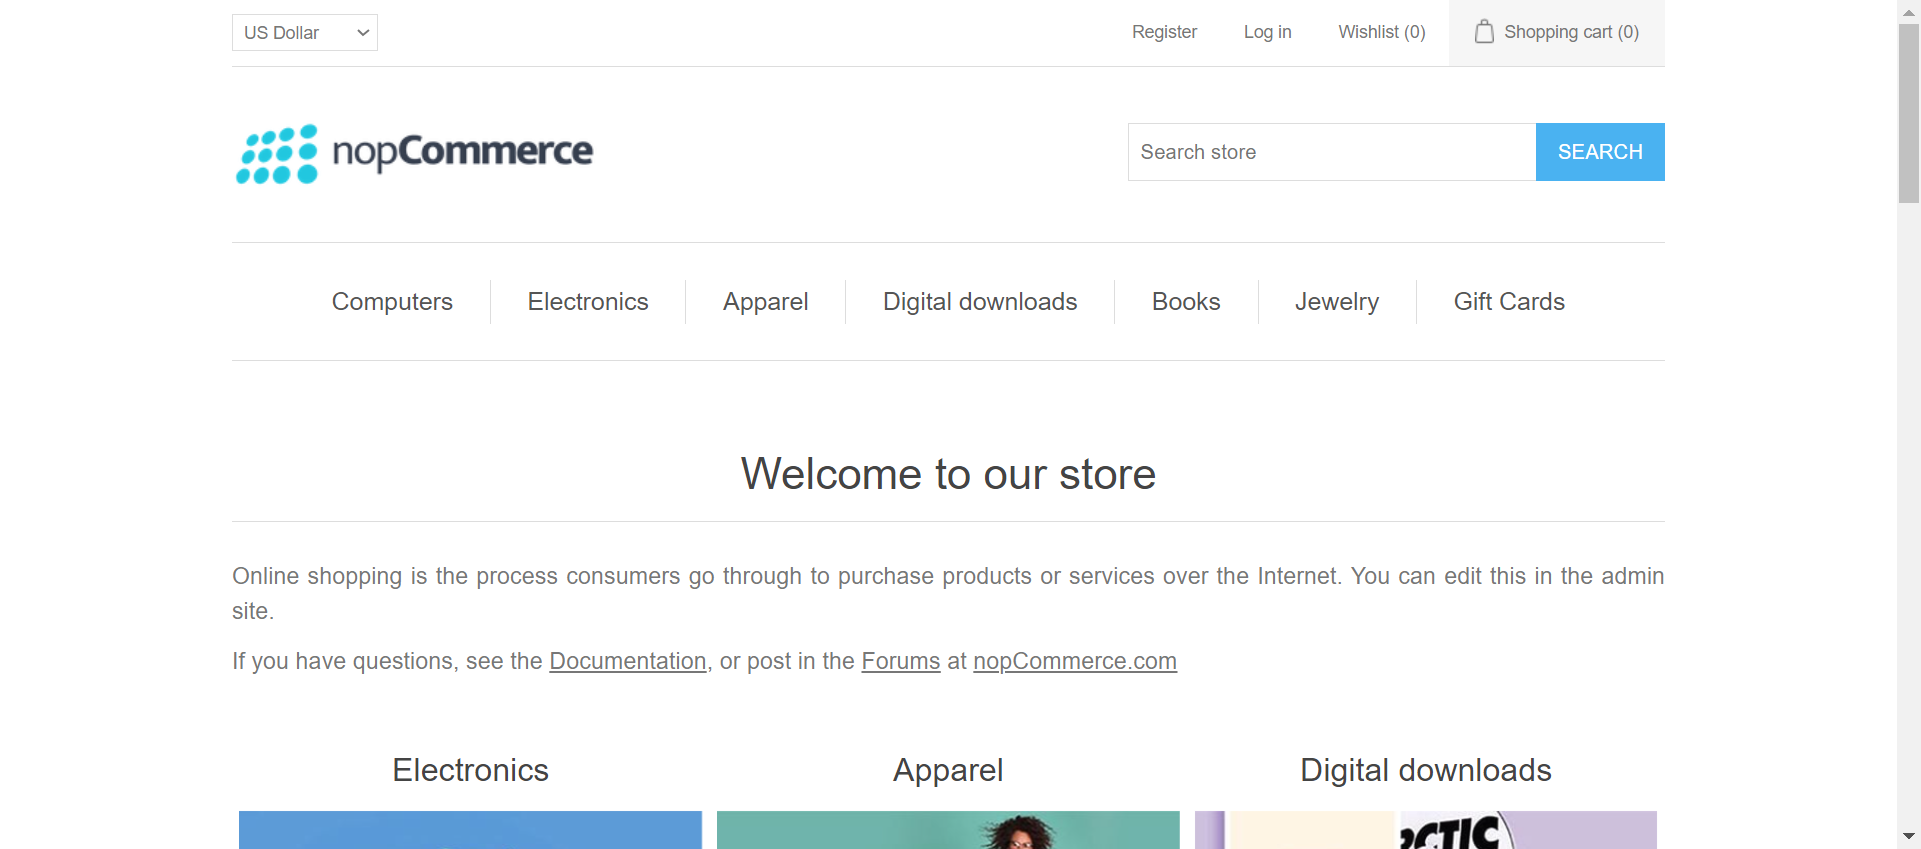 US Dollar
Register
Log in
Wishlist (0)
Shopping cart (0)
nopCommerce
Search store
SEARCH
Computers
Electronics
Apparel
Digital downloads
Books
Jewelry
Gift Cards
Welcome to our store
Online shopping is the process consumers go through to purchase products or services over the Internet. You can edit this in the admin
site.
If you have questions, see the Documentation, or post in the Forums at nopCommerce.com
Electronics
Apparel
Digital downloads